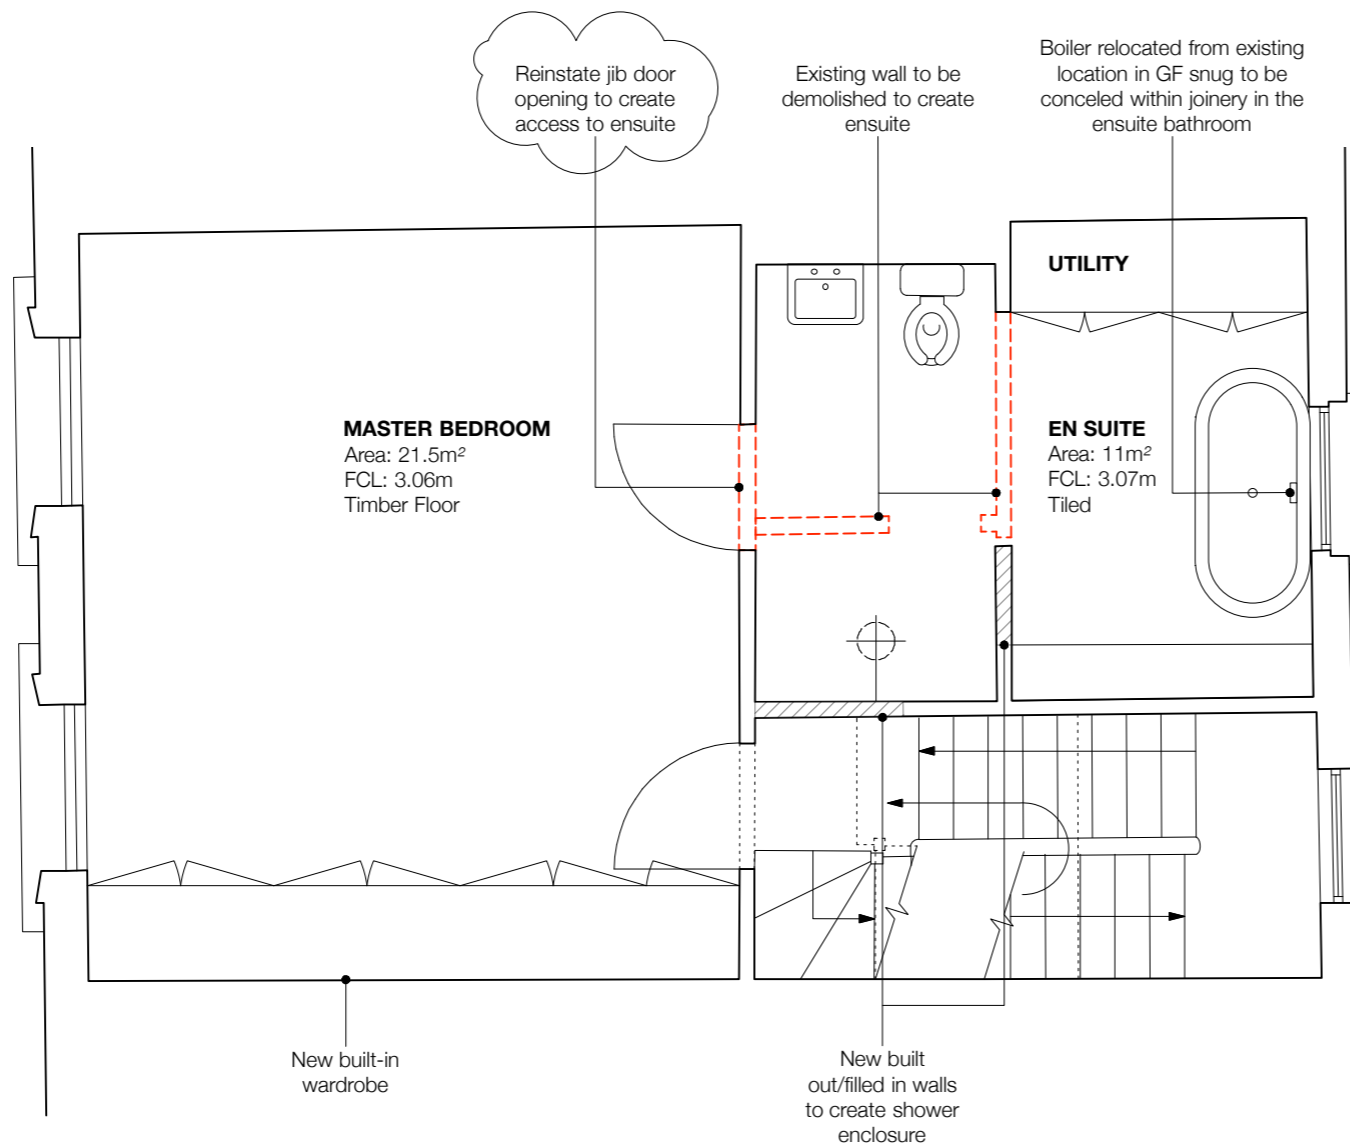 Reinstate jib door
opening to create
access to ensuite
Existing wall to be
demolished to create
ensuite
Boiler relocated from existing
location in GF snug to be
conceled within joinery in the
ensuite bathroom
UTILITY
MASTER BEDROOM
Area: 21.5m²
FCL: 3.06m
Timber Floor
EN SUITE
Area: 11m²
FCL: 3.07m
Tiled
New built-in
wardrobe
New built
out/filled in walls
to create shower
enclosure